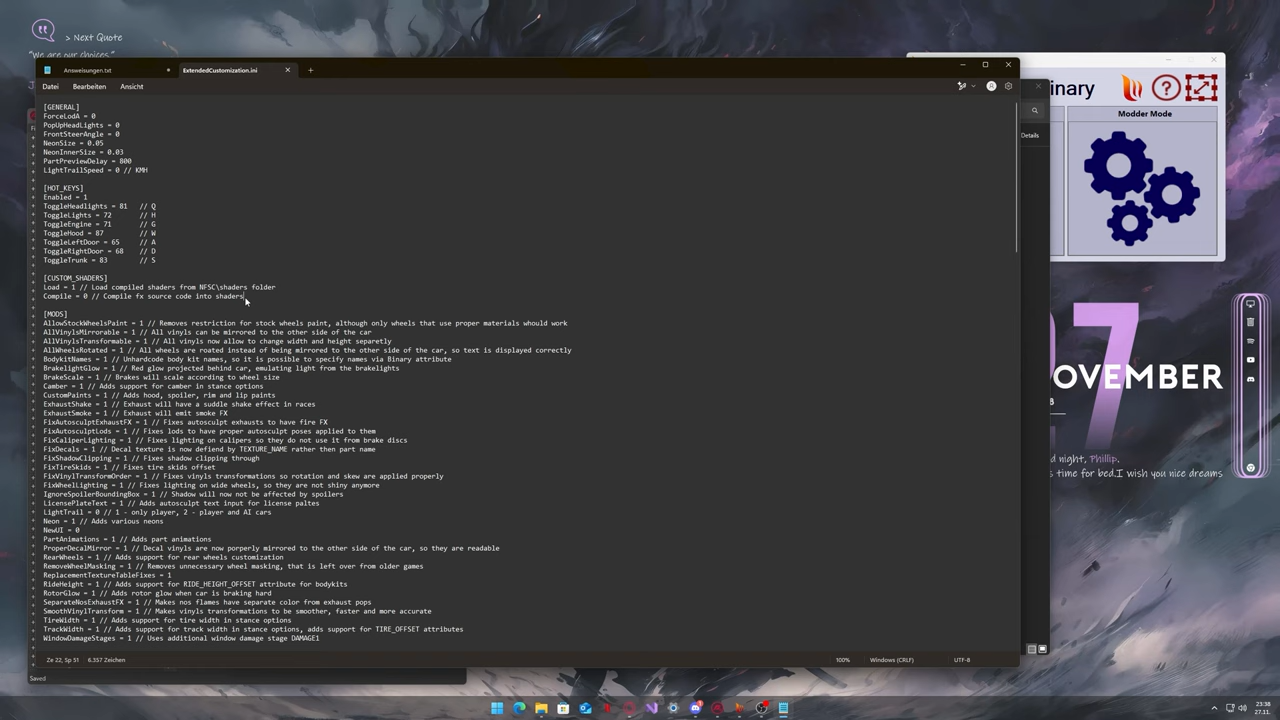 > Next Quote
"We are our choices."
Answeisungen.txt
ExtendedCustomization.ini
Datei Bearbeiten Ansicht
[GENERAL]
ForceLodA = 0
PopUpHeadLights = 0
FrontSteerAngle = 0
NeonSize = 0.05
NeonInnerSize = 0.03
PartPreviewDelay = 800
LightTrailSpeed = 0 // KMH
[HOT_KEYS]
Enabled = 1
ToggleHeadlights = 81 // Q
ToggleLights = 72 // H
ToggleEngine = 71 // G
ToggleHood = 87 // W
ToggleLeftDoor = 65 // A
ToggleRightDoor = 68 // D
ToggleTrunk = 83 // S
[CUSTOM_SHADERS]
Load = 1 // Load compiled shaders from NFSC\shaders folder
Compile = 0 // Compile fx source code into shaders
[MODS]
AllowStockWheelsPaint = 1 // Removes restriction for stock wheels paint, although only wheels that use proper materials whould work
AllVinylsMirrorable = 1 // All vinyls can be mirrored to the other side of the car
AllVinylsTransformable = 1 // All vinyls now allow to change width and height separetly
AllWheelsRotated = 1 // All wheels are roated instead of being mirrored to the other side of the car, so text is displayed correctly
BodykitNames = 1 // Unhardcode body kit names, so it is possible to specify names via Binary attribute
BrakelightGlow = 1 // Red glow projected behind car, emulating light from the brakelights
BrakeScale = 1 // Brakes will scale according to wheel size
Camber = 1 // Adds support for camber in stance options
CustomPaints = 1 // Adds hood, spoiler, rim and lip paints
ExhaustShake = 1 // Exhaust will have a suddle shake effect in races
ExhaustSmoke = 1 // Exhaust will emit smoke FX
FixAutosculptExhaustFX = 1 // Fixes autosculpt exhausts to have fire FX
FixAutosculptLods = 1 // Fixes lods to have proper autosculpt poses applied to them
FixCaliperLighting = 1 // Fixes lighting on calipers so they do not use it from brake discs
FixDecals = 1 // Decal texture is now defiend by TEXTURE_NAME rather then part name
FixShadowClipping = 1 // Fixes shadow clipping through
FixTireSkids = 1 // Fixes tire skids offset
FixVinylTransformOrder = 1 // Fixes vinyls transformations so rotation and skew are applied properly
FixWheelLighting = 1 // Fixes lighting on wide wheels, so they are not shiny anymore
IgnoreSpoilerBoundingBox = 1 // Shadow will now not be affected by spoilers
LicensePlateText = 1 // Adds autosculpt text input for license paltes
LightTrail = 0 // 1 - only player, 2 - player and AI cars
Neon = 1 // Adds various neons
NewUI = 0
PartAnimations = 1 // Adds part animations
ProperDecalMirror = 1 // Decal vinyls are now porperly mirrored to the other side of the car, so they are readable
RearWheels = 1 // Adds support for rear wheels customization
RemoveWheelMasking = 1 // Removes unnecessary wheel masking, that is left over from older games
ReplacementTextureTableFixes = 1
RideHeight = 1 // Adds support for RIDE_HEIGHT_OFFSET attribute for bodykits
RotorGlow = 1 // Adds rotor glow when car is braking hard
SeparateNosExhaustFX = 1 // Makes nos flames have separate color from exhaust pops
SmoothVinylTransform = 1 // Makes vinyls transformations to be smoother, faster and more accurate
TireWidth = 1 // Adds support for tire width in stance options
TrackWidth = 1 // Adds support for track width in stance options, adds support for TIRE_OFFSET attributes
WindowDamageStages = 1 // Uses additional window damage stage DAMAGE1
Ze 22, Sp 51 6.357 Zeichen 100% Windows (CRLF) UTF-8
Saved
inary
Modder Mode
Details
7
OVEMBER
d night, Phillip.
s time for bed.I wish you nice dreams
23:38
27.11.